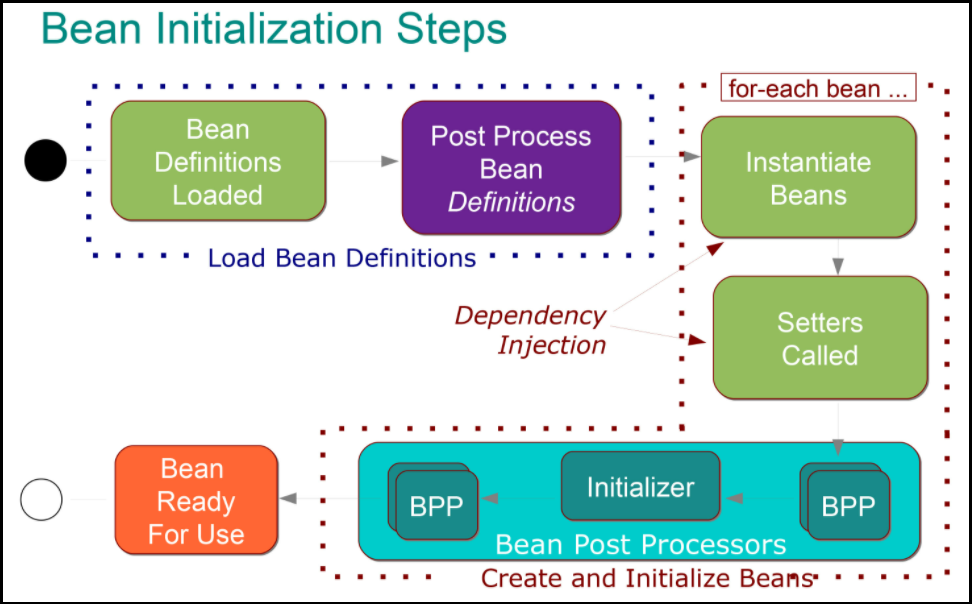 Bean Initialization Steps
for-each bean ...
Bean
Definitions
Loaded
Post Process
Bean
Definitions
Instantiate
Beans
Load Bean Definitions
Dependency
Injection
Setters
Called
Bean
Ready
For Use
BPP
Initializer
BPP
Bean Post Processors
Create and Initialize Beans